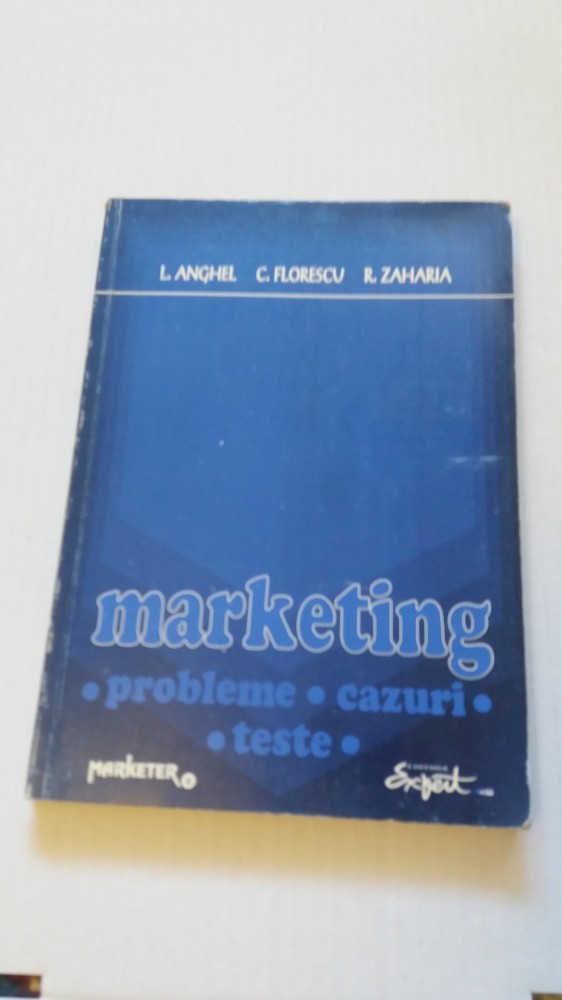 L. ANGHEL C. FLORESCU R. ZAHARIA
marketing
• probleme • cazuri •
• teste •
MARKETER
Expert